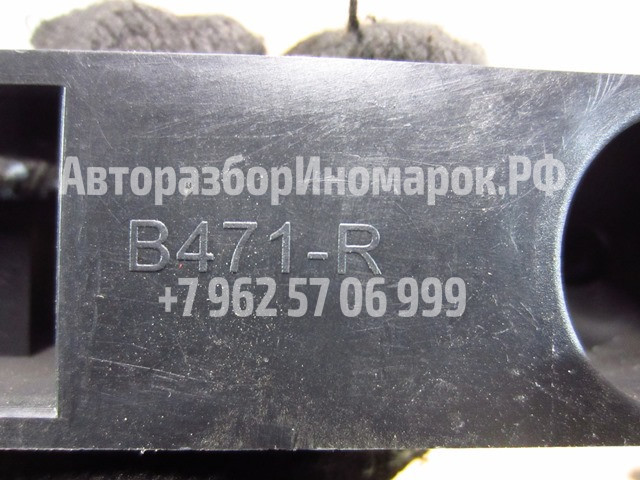 АвторазборИномарок.РФ
B471-R
+7 962 57 06 999